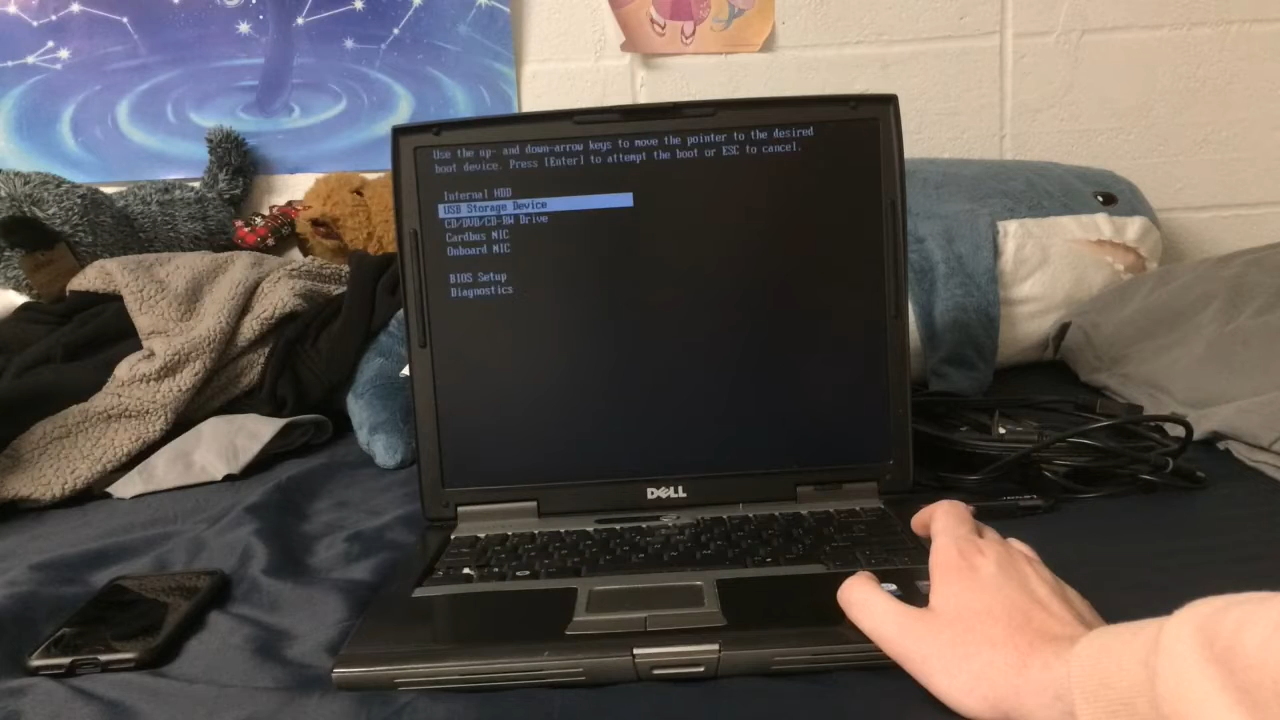 Use the up- and down-arrow keys to move the pointer to the desired
boot device. Press [Enter] to attempt the boot or ESC to cancel.
Internal HDD
USB Storage Device
CD/DVD/CD-RW Drive
Cardbus NIC
Onboard NIC
BIOS Setup
Diagnostics
DELL